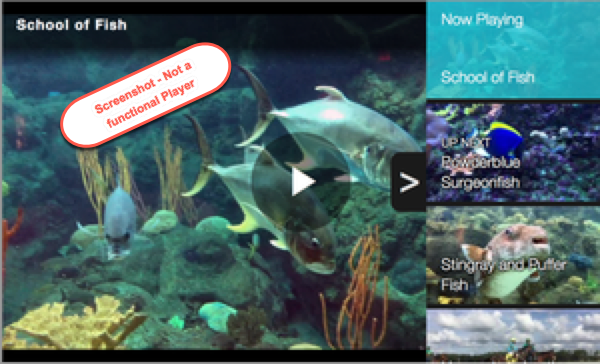 School of Fish
Screenshot - Not a
functional Player
>
Now Playing
School of Fish
UP NEXT
Powderblue
Surgeonfish
Stingray and Puffer
Fish